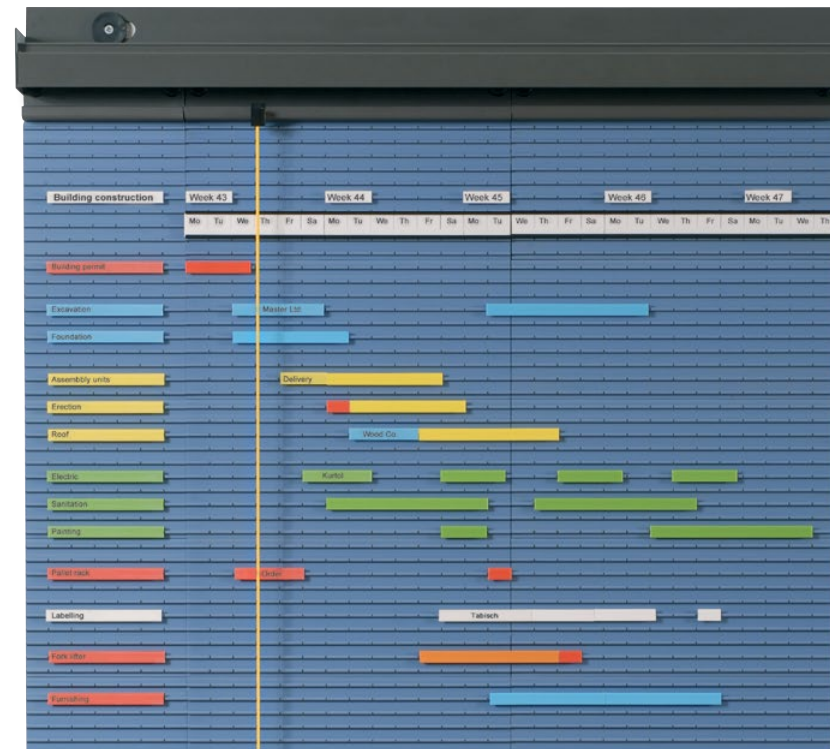 Building construction Week 43 Week 44 Week 45 Week 46 Week 47
Mo Tu We Th Fr Sa Mo Tu We Th Fr Sa Mo Tu We Th Fr Sa Mo Tu We Th Fr Sa Mo Tu We Th
Building permit
Excavation Master Ltd.
Foundation
Assembbly units Delivery
Erection
Roof Wood Co.
Electric Kartol
Sanitation
Painting
Pallet rack Order
Labelling Tabisch
Fork lifter
Furnishing